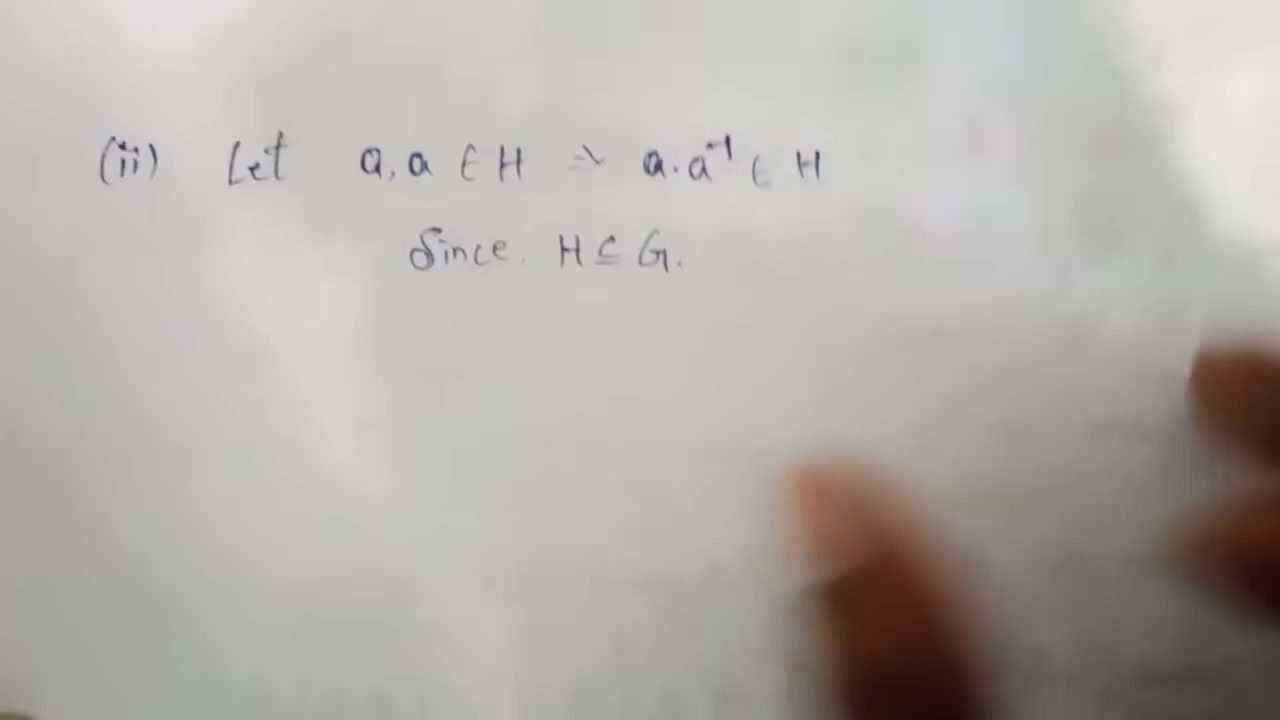 (ii) Let a, a ∈ H ⇒ a.a⁻¹ ∈ H
Since. H ⊆ G.